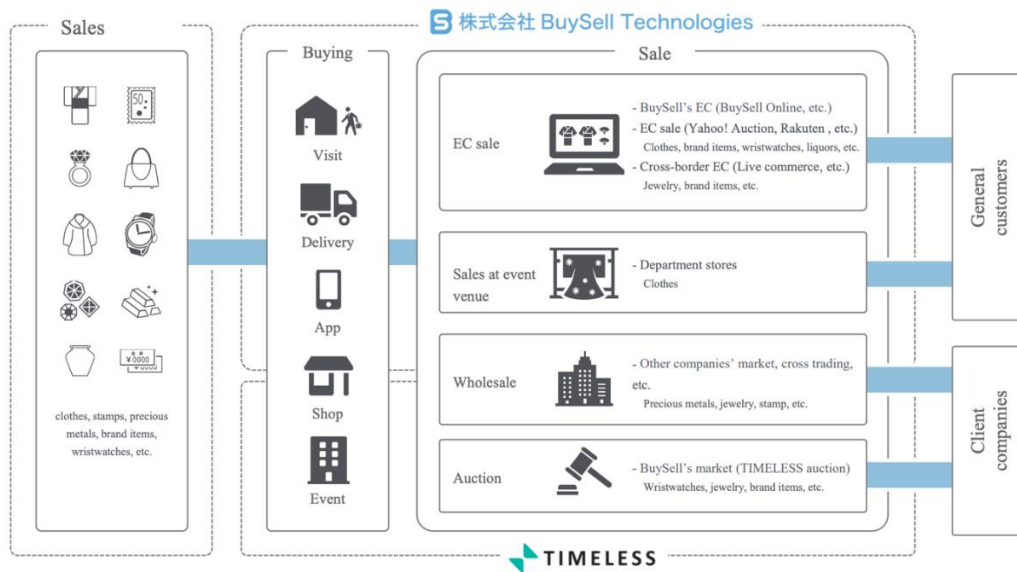 株式会社 BuySell Technologies
Sales
50
¥0000
¥0000
clothes, stamps, precious
metals, brand items,
wristwatches, etc.
Buying
Visit
Delivery
App
Shop
Event
Sale
EC sale
- BuySell's EC (BuySell Online, etc.)
- EC sale (Yahoo! Auction, Rakuten , etc.)
Clothes, brand items, wristwatches, liquors, etc.
- Cross-border EC (Live commerce, etc.)
Jewelry, brand items, etc.
Sales at event
venue
- Department stores
Clothes
Wholesale
- Other companies' market, cross trading,
etc.
Precious metals, jewelry, stamp, etc.
Auction
- BuySell's market (TIMELESS auction)
Wristwatches, jewelry, brand items, etc.
General
customers
Client
companies
TIMELESS